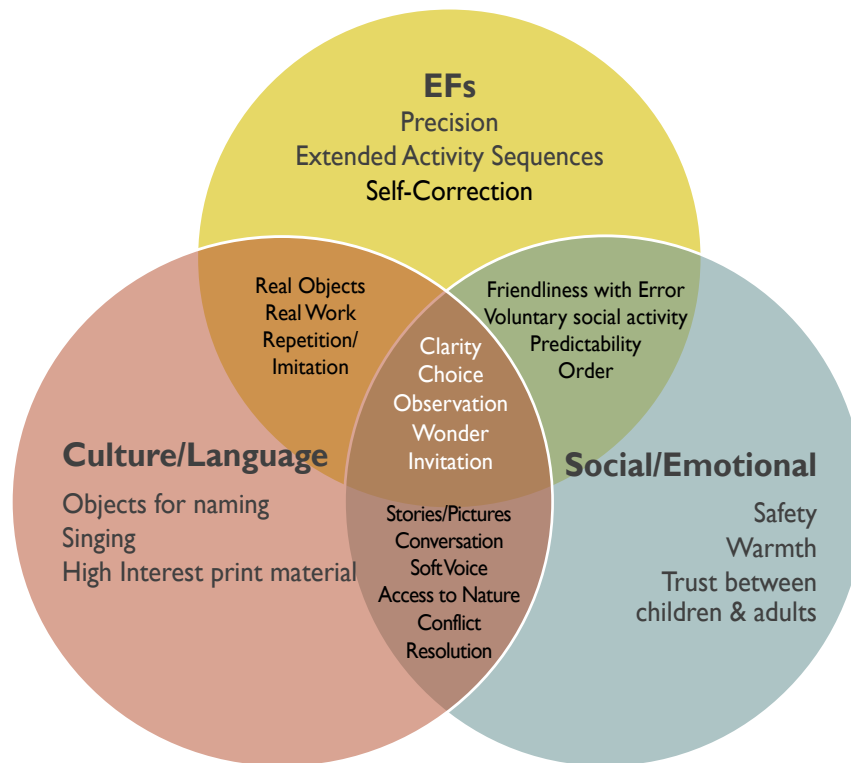 EFs
Precision
Extended Activity Sequences
Self-Correction
Real Objects
Real Work
Repetition/
Imitation
Friendliness with Error
Voluntary social activity
Predictability
Order
Clarity
Choice
Observation
Wonder
Invitation
Culture/Language
Objects for naming
Singing
High Interest print material
Social/Emotional
Safety
Warmth
Trust between
children & adults
Stories/Pictures
Conversation
Soft Voice
Access to Nature
Conflict
Resolution